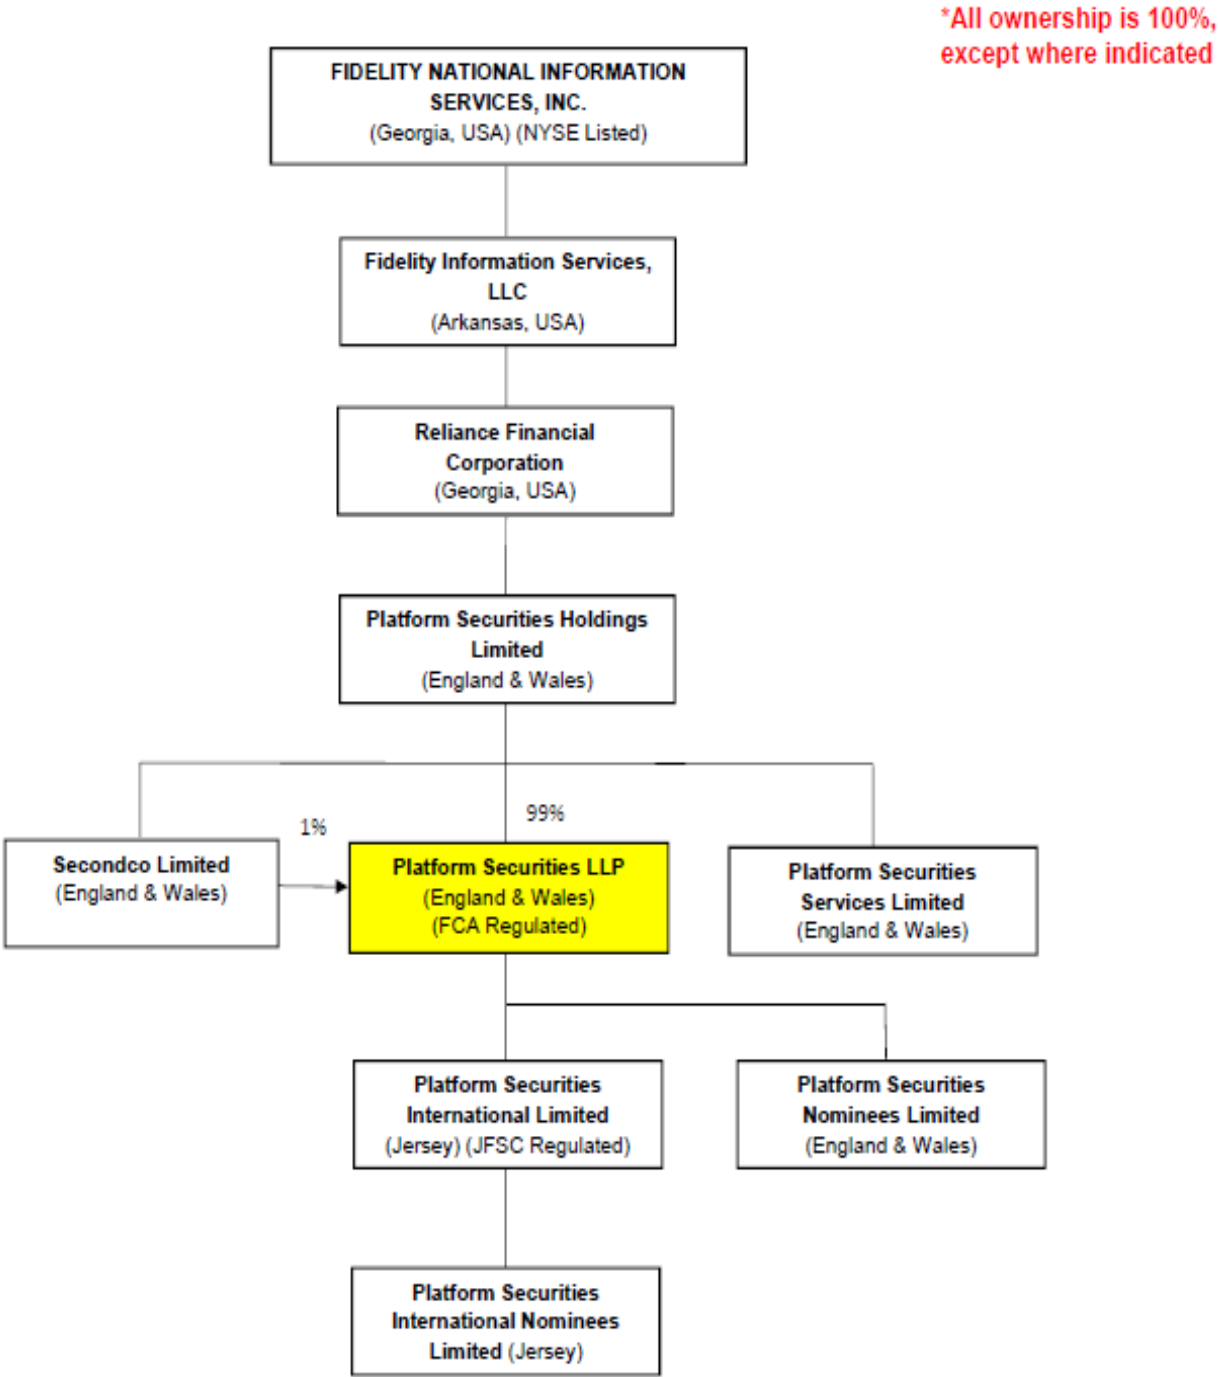 *All ownership is 100%,
except where indicated
FIDELITY NATIONAL INFORMATION
SERVICES, INC.
(Georgia, USA) (NYSE Listed)
Fidelity Information Services,
LLC
(Arkansas, USA)
Reliance Financial
Corporation
(Georgia, USA)
Platform Securities Holdings
Limited
(England & Wales)
1%
99%
Secondco Limited
(England & Wales)
Platform Securities LLP
(England & Wales)
(FCA Regulated)
Platform Securities
Services Limited
(England & Wales)
Platform Securities
International Limited
(Jersey) (JFSC Regulated)
Platform Securities
Nominees Limited
(England & Wales)
Platform Securities
International Nominees
Limited (Jersey)